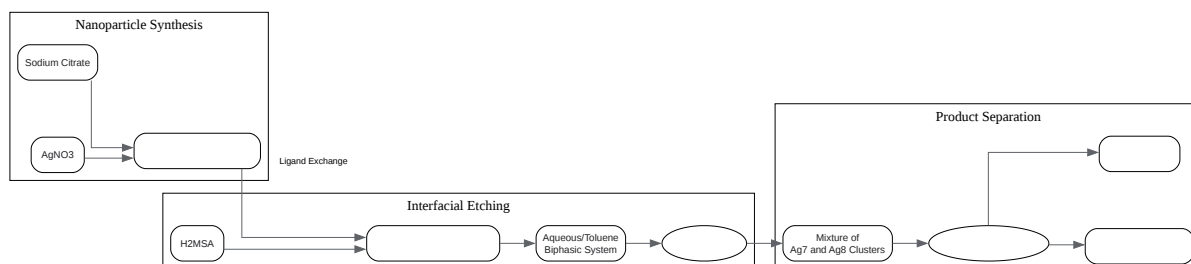 Nanoparticle Synthesis
Sodium Citrate
AgNO3
Ligand Exchange
Interfacial Etching
H2MSA
Aqueous/Toluene
Biphasic System
Product Separation
Mixture of
Ag7 and Ag8 Clusters